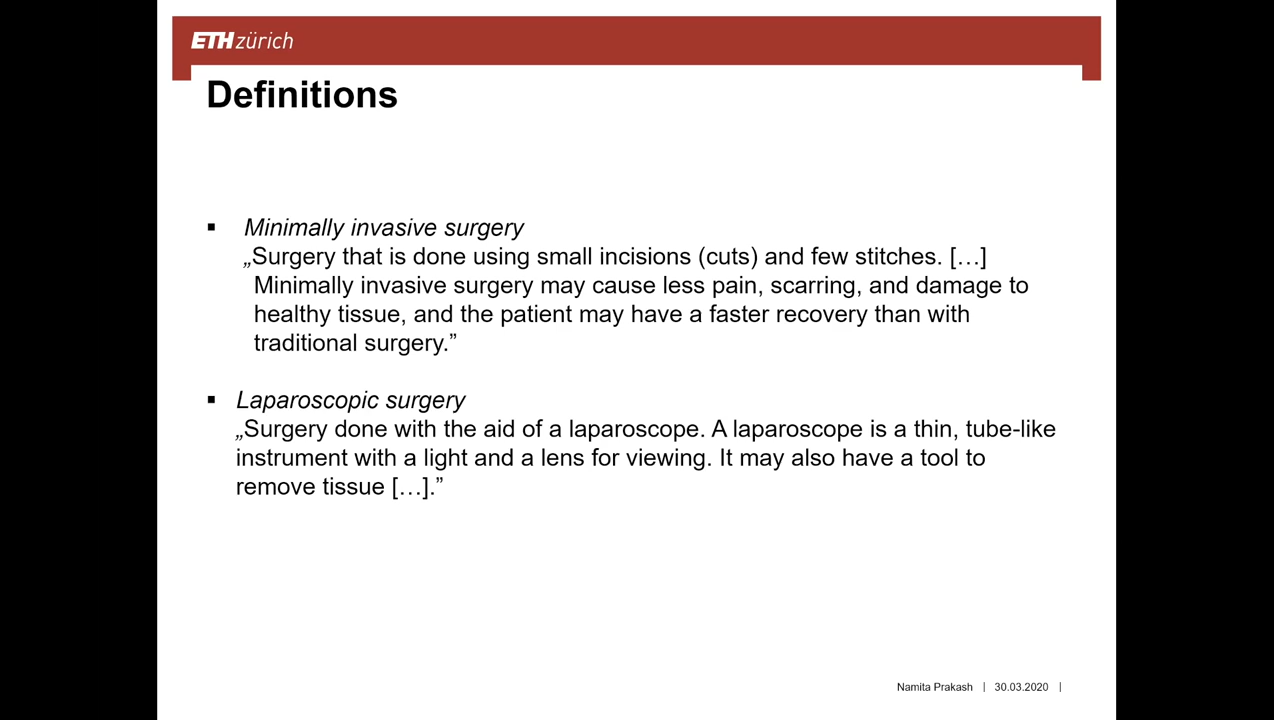 ETH zürich
Definitions
▪ Minimally invasive surgery
„Surgery that is done using small incisions (cuts) and few stitches. […]
Minimally invasive surgery may cause less pain, scarring, and damage to
healthy tissue, and the patient may have a faster recovery than with
traditional surgery.”
▪ Laparoscopic surgery
„Surgery done with the aid of a laparoscope. A laparoscope is a thin, tube-like
instrument with a light and a lens for viewing. It may also have a tool to
remove tissue […].”
Namita Prakash | 30.03.2020 |